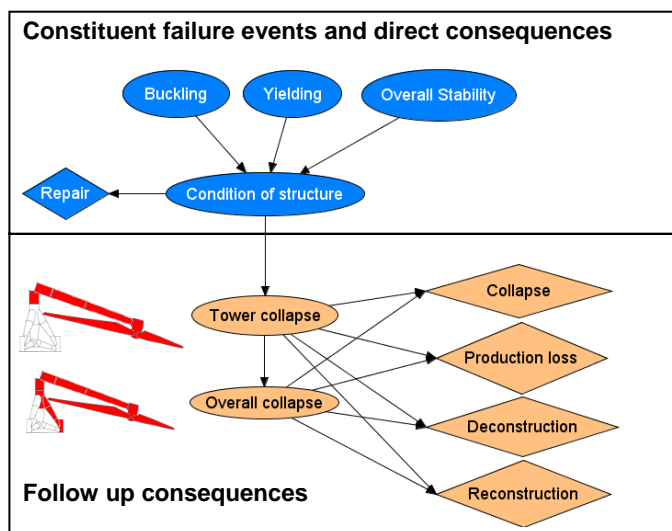 Constituent failure events and direct consequences
Buckling
Yielding
Overall Stability
Repair
Condition of structure
Tower collapse
Collapse
Production loss
Overall collapse
Deconstruction
Reconstruction
Follow up consequences